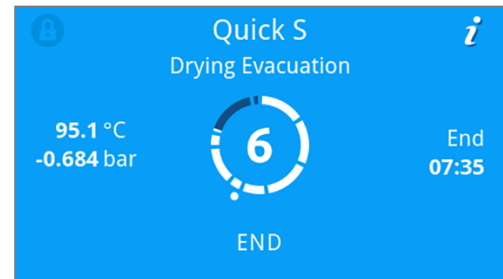 Quick S
i
Drying Evacuation
95.1 °C
-0.684 bar
6
End
07:35
END